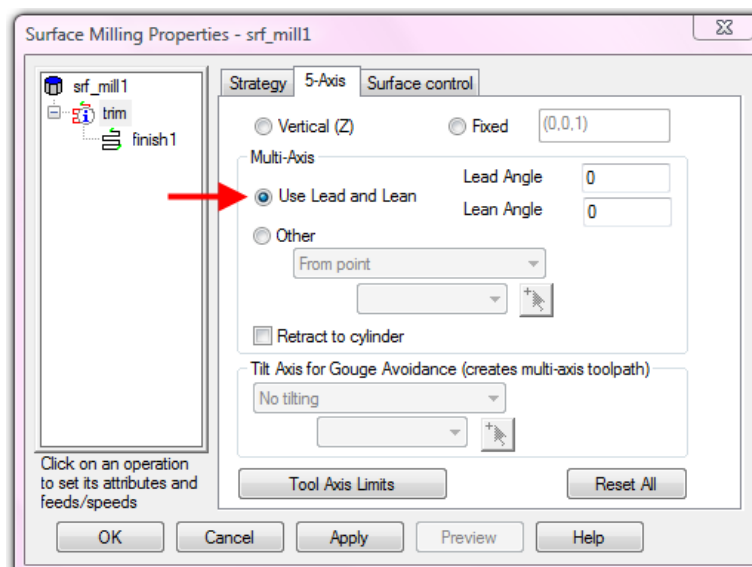 Surface Milling Properties - srf_mill1
srf_mill1
trim
finish1
Click on an operation
to set its attributes and
feeds/speeds
Strategy 5-Axis Surface control
Vertical (Z) Fixed (0,0,1)
Multi-Axis
Use Lead and Lean
Lead Angle 0
Lean Angle 0
Other
From point
Retract to cylinder
Tilt Axis for Gouge Avoidance (creates multi-axis toolpath)
No tilting
Tool Axis Limits Reset All
OK Cancel Apply Preview Help